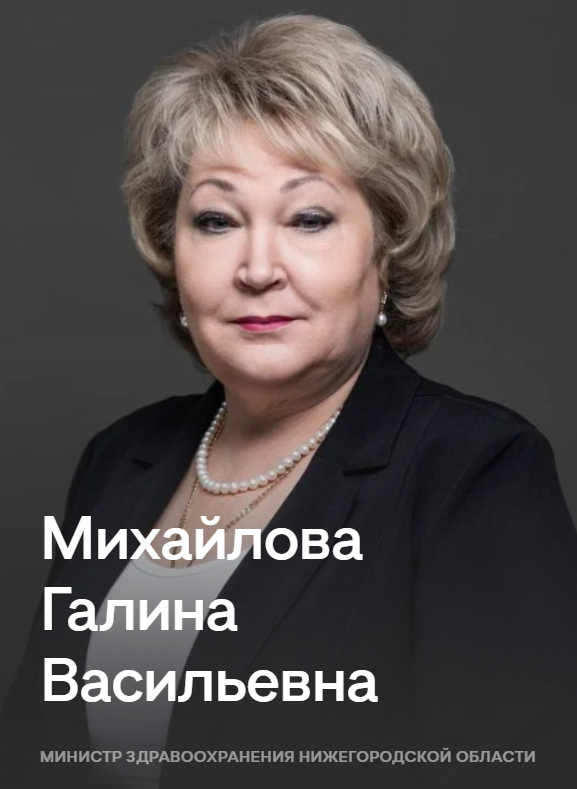 Михайлова
Галина
Васильевна
МИНИСТР ЗДРАВООХРАНЕНИЯ НИЖЕГОРОДСКОЙ ОБЛАСТИ